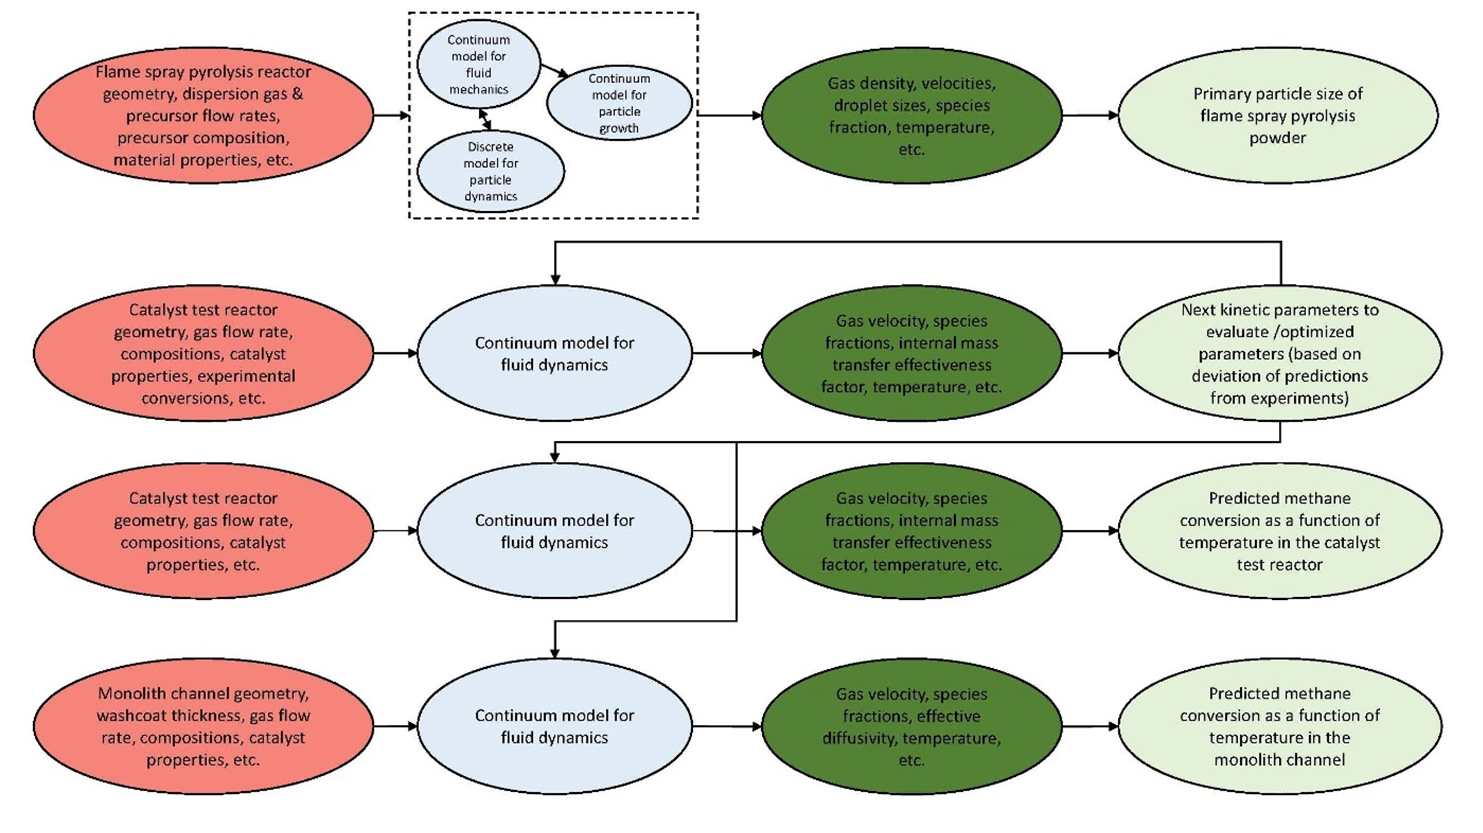 Flame spray pyrolysis reactor
geometry, dispersion gas &
precursor flow rates,
precursor composition,
material properties, etc.
Continuum
model for
fluid
mechanics
Continuum
model for
particle
growth
Discrete
model for
particle
dynamics
Gas density, velocities,
droplet sizes, species
fraction, temperature,
etc.
Primary particle size of
flame spray pyrolysis
powder
Catalyst test reactor
geometry, gas flow rate,
compositions, catalyst
properties, experimental
conversions, etc.
Continuum model for
fluid dynamics
Gas velocity, species
fractions, internal mass
transfer effectiveness
factor, temperature, etc.
Next kinetic parameters to
evaluate /optimized
parameters (based on
deviation of predictions
from experiments)
Catalyst test reactor
geometry, gas flow rate,
compositions, catalyst
properties, etc.
Continuum model for
fluid dynamics
Gas velocity, species
fractions, internal mass
transfer effectiveness
factor, temperature, etc.
Predicted methane
conversion as a function of
temperature in the catalyst
test reactor
Monolith channel geometry,
washcoat thickness, gas flow
rate, compositions, catalyst
properties, etc.
Continuum model for
fluid dynamics
Gas velocity, species
fractions, effective
diffusivity, temperature,
etc.
Predicted methane
conversion as a function of
temperature in the
monolith channel